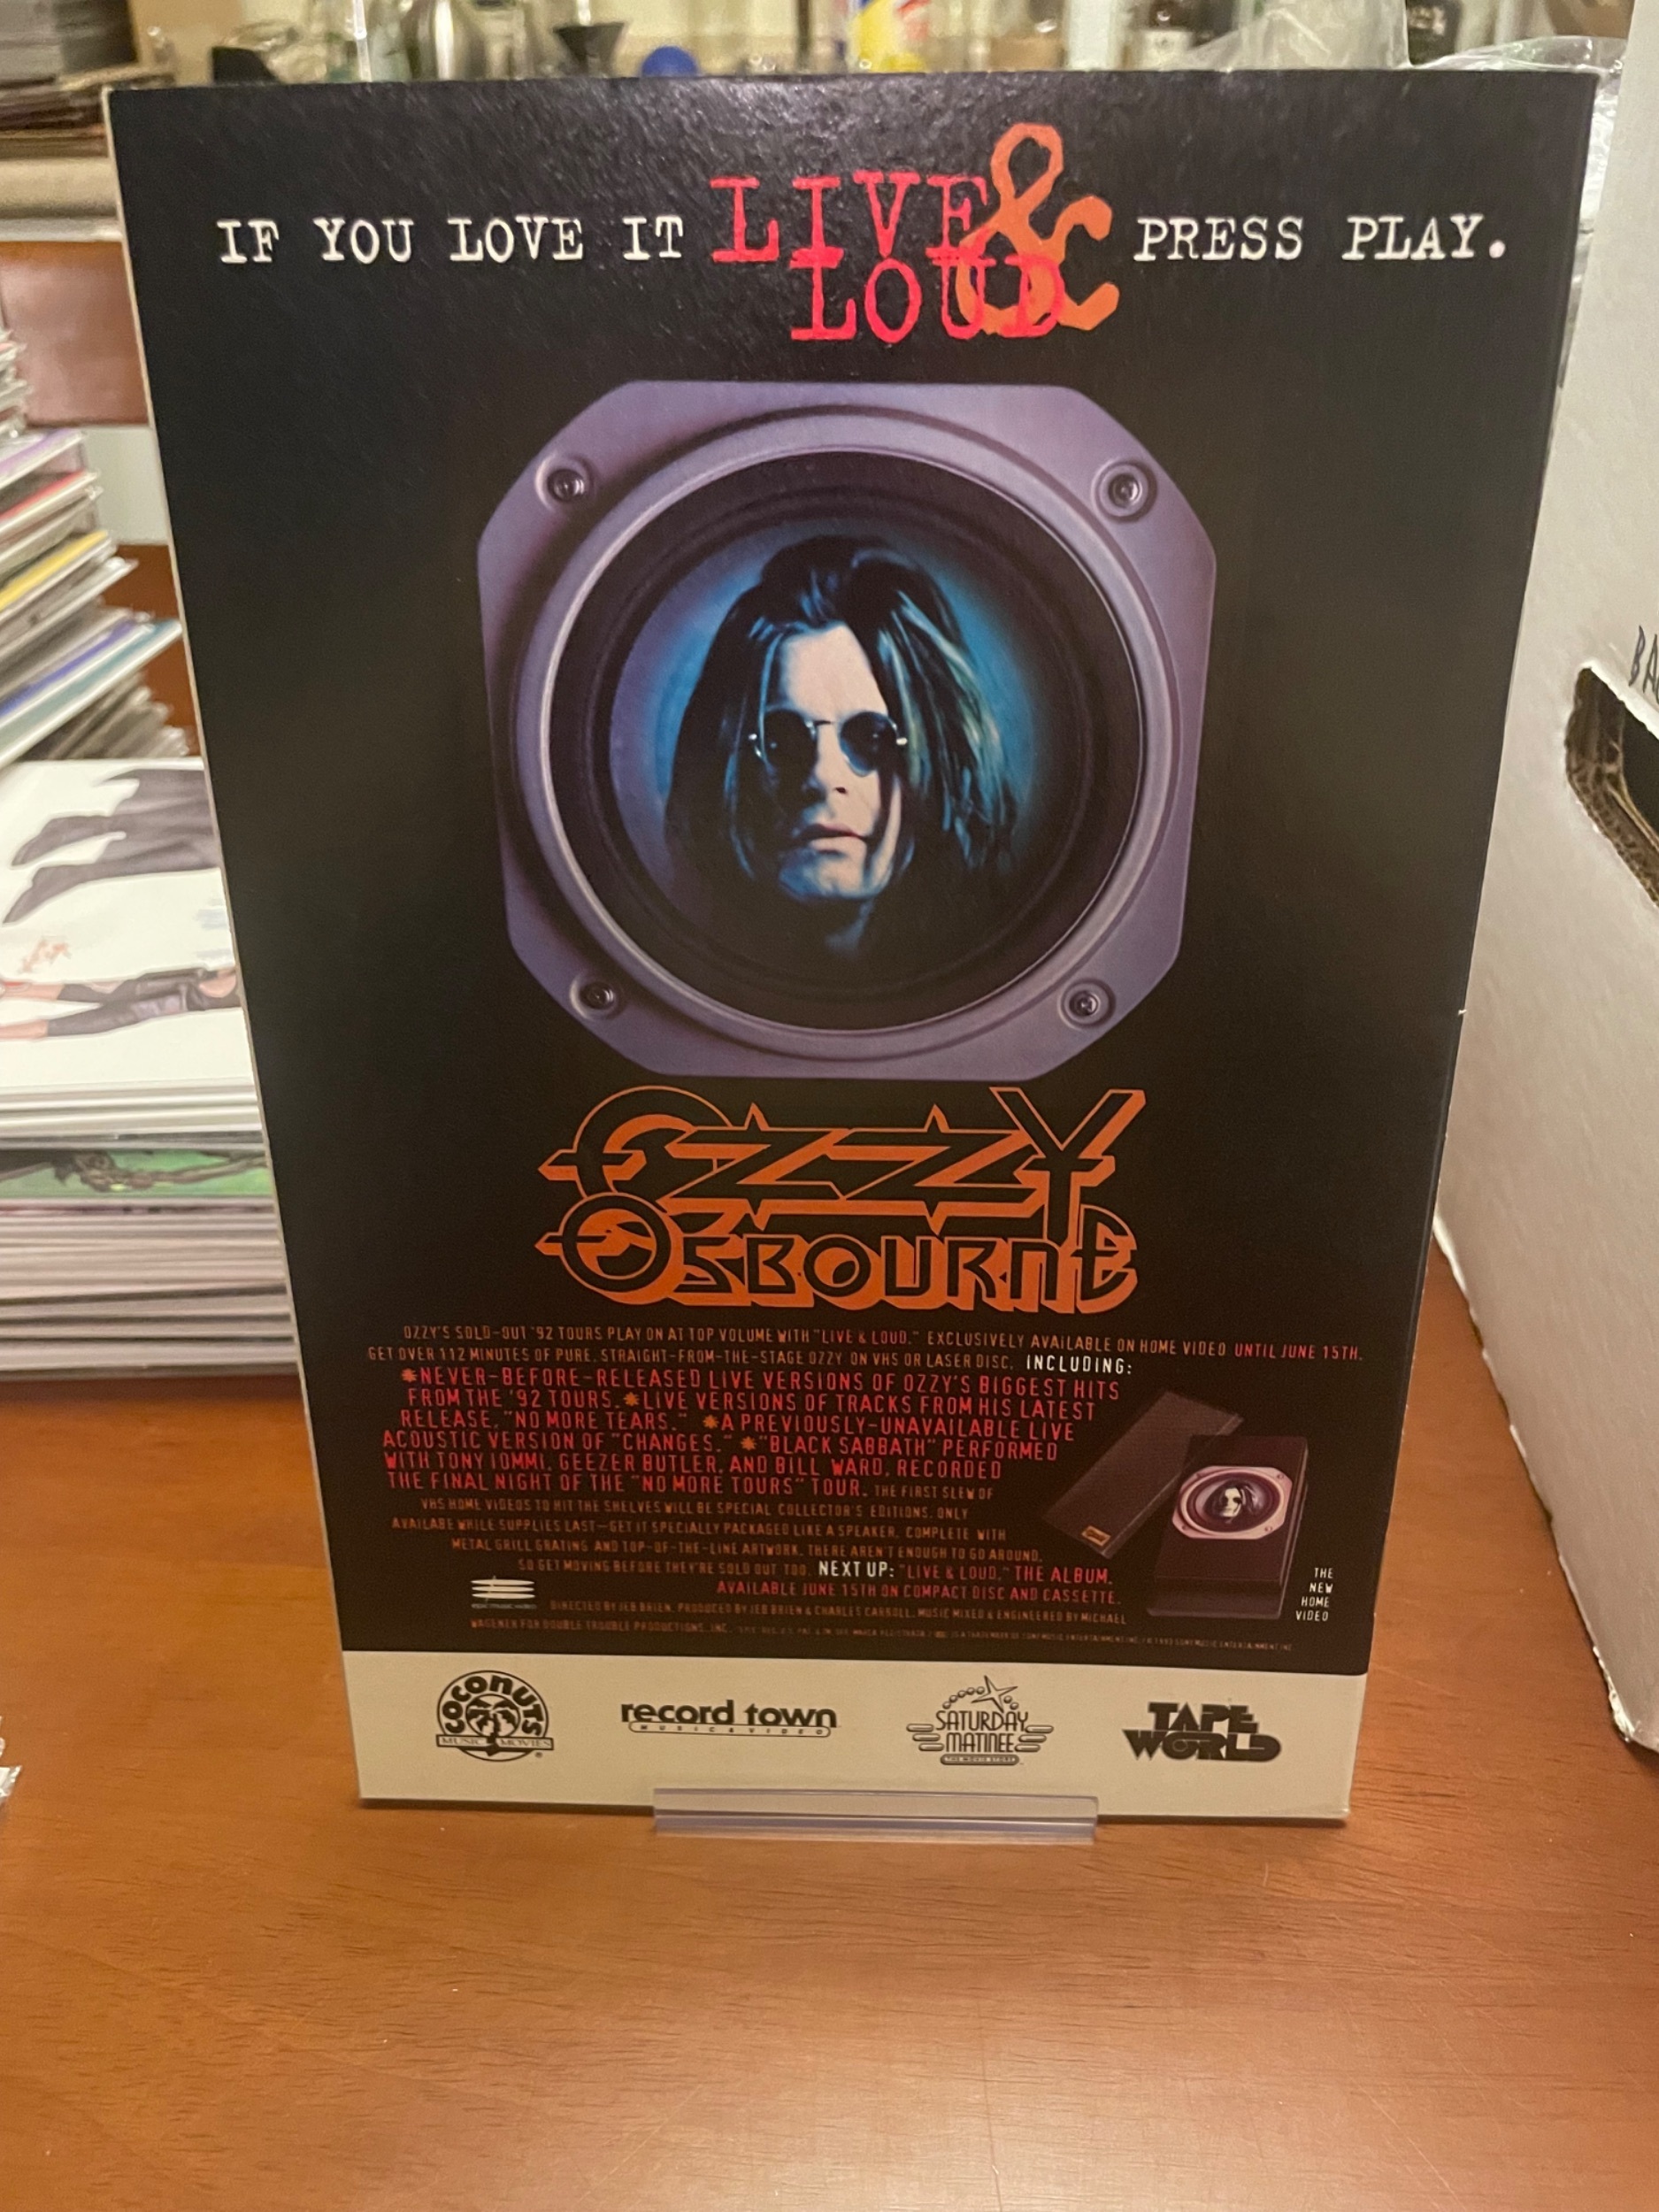 IF YOU LOVE IT LIVE & LOUD PRESS PLAY.
OZZY
OSBOURNE
OZZY'S SOLD-OUT '92 TOURS PLAY ON AT TOP VOLUME WITH "LIVE & LOUD." EXCLUSIVELY AVAILABLE ON HOME VIDEO UNTIL JUNE 15TH.
GET OVER 112 MINUTES OF PURE, STRAIGHT-FROM-THE-STAGE OZZY ON VHS OR LASER DISC. INCLUDING:
*NEVER-BEFORE-RELEASED LIVE VERSIONS OF OZZY'S BIGGEST HITS
FROM THE '92 TOURS. *LIVE VERSIONS OF TRACKS FROM HIS LATEST
RELEASE, "NO MORE TEARS." *A PREVIOUSLY-UNAVAILABLE LIVE
ACOUSTIC VERSION OF "CHANGES." *"BLACK SABBATH" PERFORMED
WITH TONY IOMMI, GEEZER BUTLER, AND BILL WARD, RECORDED
THE FINAL NIGHT OF THE "NO MORE TOURS" TOUR. THE FIRST SLEW OF
VHS HOME VIDEOS TO HIT THE SHELVES WILL BE SPECIAL COLLECTOR'S EDITIONS, ONLY
AVAILABE WHILE SUPPLIES LAST—GET IT SPECIALLY PACKAGED LIKE A SPEAKER, COMPLETE WITH
METAL GRILL GRATING AND TOP-OF-THE-LINE ARTWORK. THERE AREN'T ENOUGH TO GO AROUND,
SO GET MOVING BEFORE THEY'RE SOLD OUT TOO. NEXT UP: "LIVE & LOUD," THE ALBUM,
AVAILABLE JUNE 15TH ON COMPACT DISC AND CASSETTE.
DIRECTED BY JEB BRIEN. PRODUCED BY JEB BRIEN & CHARLES CARROLL. MUSIC MIXED & ENGINEERED BY MICHAEL
WAGENER FOR DOUBLE TROUBLE PRODUCTIONS, INC.
THE
NEW
HOME
VIDEO
COCONUTS
MUSIC MOVIES
record town
MUSIC & VIDEO
SATURDAY
MATINEE
THE MOVIE STORE
TAPE
WORLD